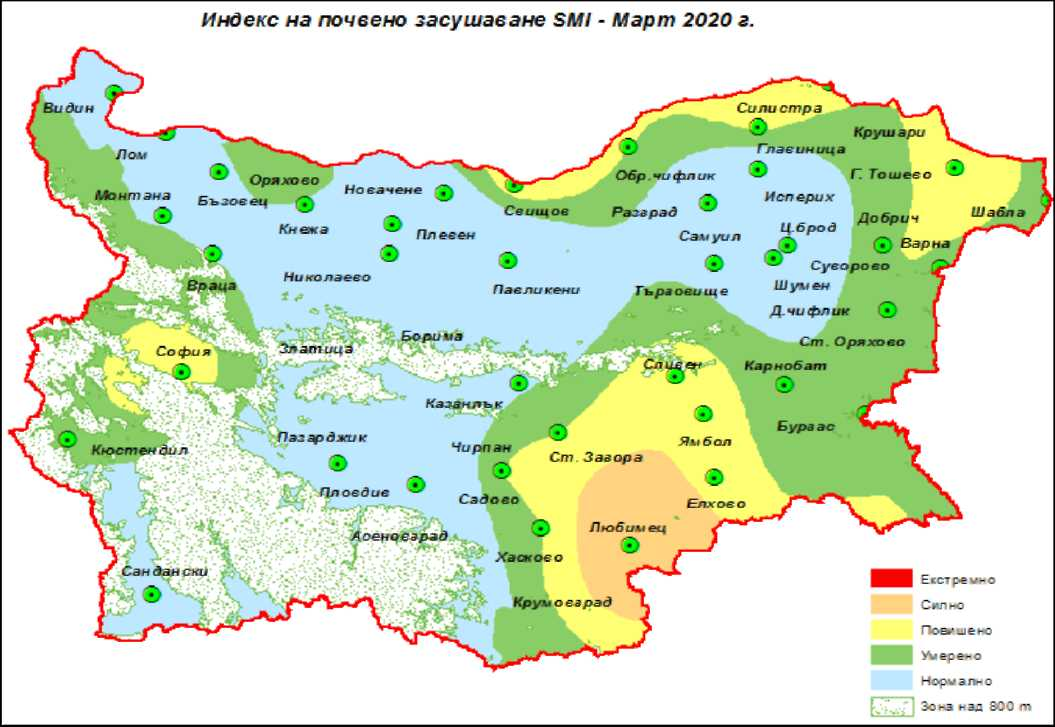 Индекс на почвено засушаване SMI - Март 2020 г.
Видин
Силистра
Крушари
Лом
Главиница
Оряхово
Новачене
Обр.чифлик
Г. Тошево
Монтана
Бъзовец
Исперих
Свищов
Разград
Шабла
Кнежа
Плевен
Самуил
Ц.брод
Добрич
Варна
Николаево
Суворово
Враца
Павликени
Търговище
Шумен
Д.чифлик
Борима
Ст. Оряхово
София
Златица
Сливен
Карнобат
Казанлък
Бургас
Пазарджик
Чирпан
Ямбол
Кюстендил
Ст. Загора
Пловдив
Садово
Елхово
Любимец
Асеновград
Хасково
Сандански
Крумовград
Екстремно
Силно
Повишено
Умерено
Нормално
Зона над 800 m